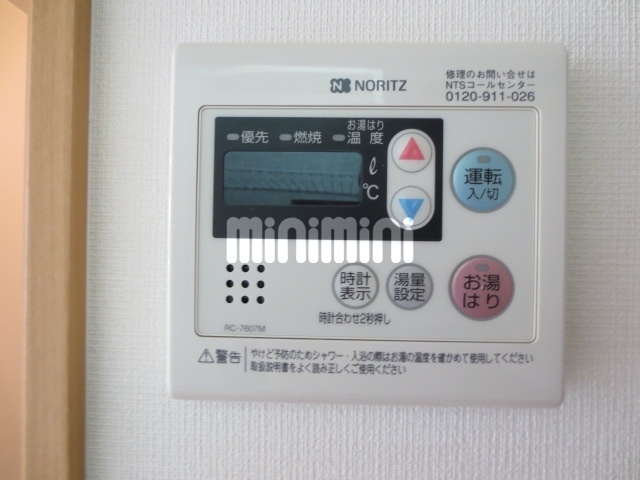 NORITZ
修理のお問い合せは
NTSコールセンター
0120-911-026
優先 燃焼 お湯はり温度
ℓ
℃
運転
入/切
minimini
時計
表示
湯量
設定
お湯
はり
時計合わせ2秒押し
RC-7607M
警告 やけど予防のためシャワー・入浴の際はお湯の温度を確かめて使用してください
取扱説明書をよく読み正しくご使用ください